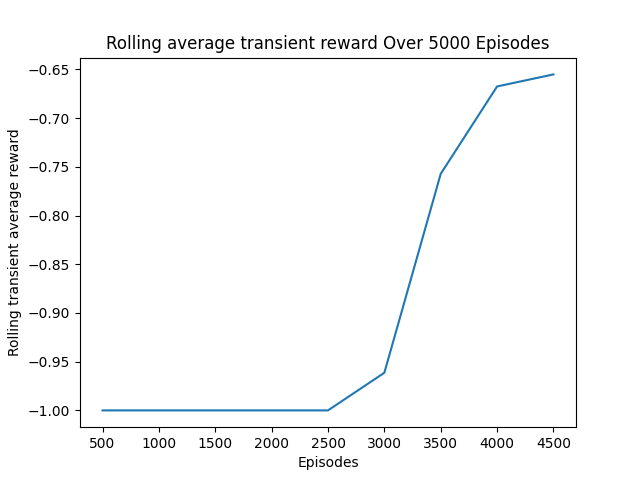 Rolling average transient reward Over 5000 Episodes
Rolling transient average reward
−0.65
−0.70
−0.75
−0.80
−0.85
−0.90
−0.95
−1.00
500 1000 1500 2000 2500 3000 3500 4000 4500
Episodes